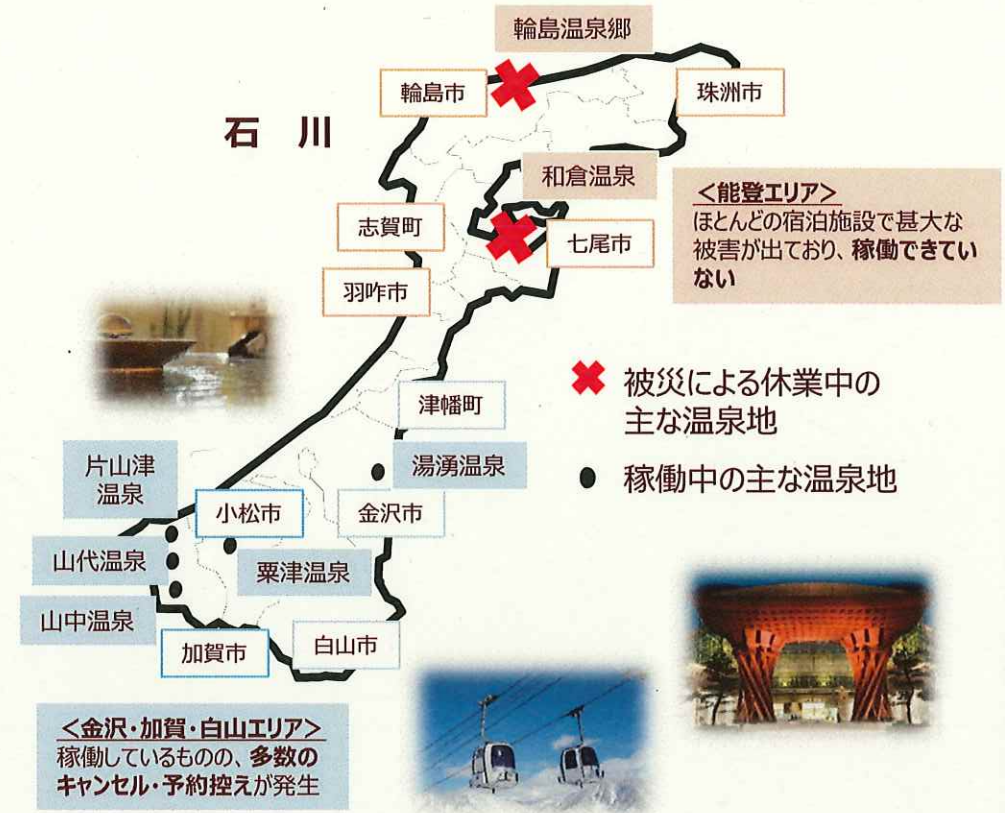 輪島温泉郷
輪島市
珠洲市
石 川
和倉温泉
<能登エリア>
ほとんどの宿泊施設で甚大な
被害が出ており、稼働できてい
ない
志賀町
七尾市
羽咋市
被災による休業中の
主な温泉地
津幡町
片山津
温泉
湯涌温泉
稼働中の主な温泉地
小松市
金沢市
山代温泉
粟津温泉
山中温泉
加賀市
白山市
<金沢・加賀・白山エリア>
稼働しているものの、多数の
キャンセル・予約控えが発生